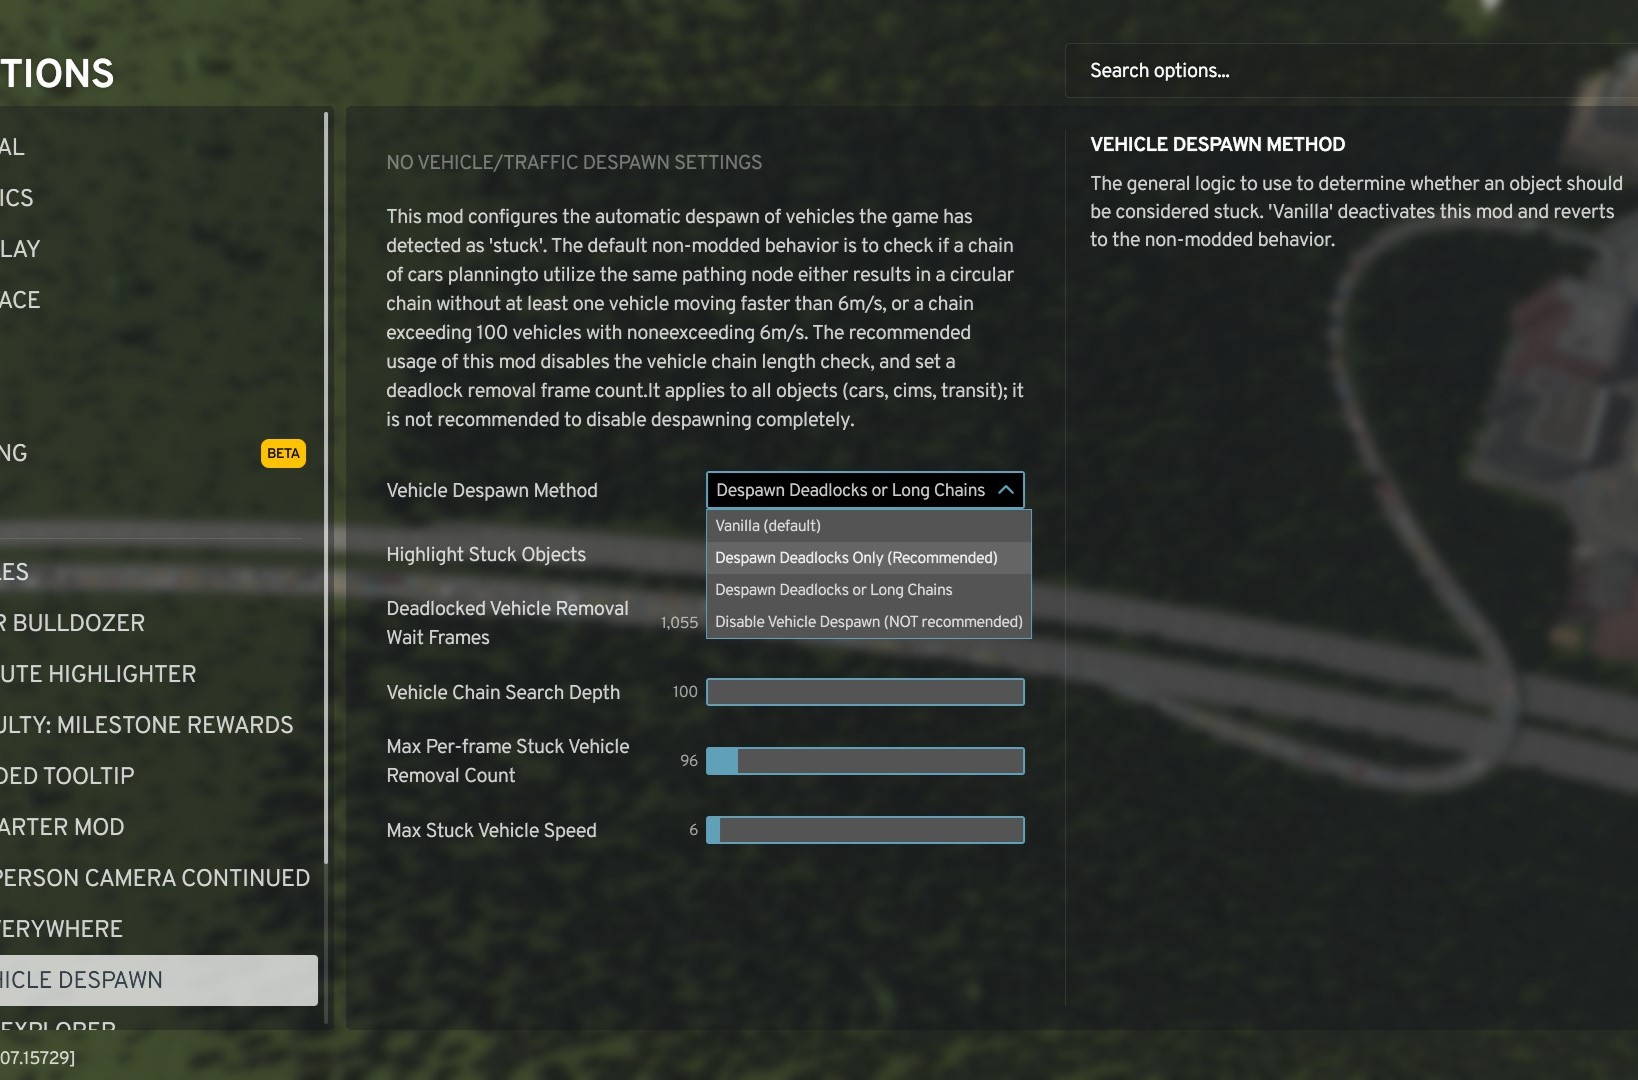 TIONS
Search options...
AL
ICS
LAY
ACE
NG
BETA
LES
R BULLDOZER
UTE HIGHLIGHTER
ULTY: MILESTONE REWARDS
DED TOOLTIP
ARTER MOD
PERSON CAMERA CONTINUED
ERYWHERE
HICLE DESPAWN
EXPLORER
07.15729]
NO VEHICLE/TRAFFIC DESPAWN SETTINGS
This mod configures the automatic despawn of vehicles the game has
detected as 'stuck'. The default non-modded behavior is to check if a chain
of cars planningto utilize the same pathing node either results in a circular
chain without at least one vehicle moving faster than 6m/s, or a chain
exceeding 100 vehicles with noneexceeding 6m/s. The recommended
usage of this mod disables the vehicle chain length check, and set a
deadlock removal frame count.It applies to all objects (cars, cims, transit); it
is not recommended to disable despawning completely.
Vehicle Despawn Method
Despawn Deadlocks or Long Chains
Vanilla (default)
Despawn Deadlocks Only (Recommended)
Despawn Deadlocks or Long Chains
Disable Vehicle Despawn (NOT recommended)
Highlight Stuck Objects
Deadlocked Vehicle Removal
Wait Frames
1,055
Vehicle Chain Search Depth
100
Max Per-frame Stuck Vehicle
Removal Count
96
Max Stuck Vehicle Speed
6
VEHICLE DESPAWN METHOD
The general logic to use to determine whether an object should
be considered stuck. 'Vanilla' deactivates this mod and reverts
to the non-modded behavior.